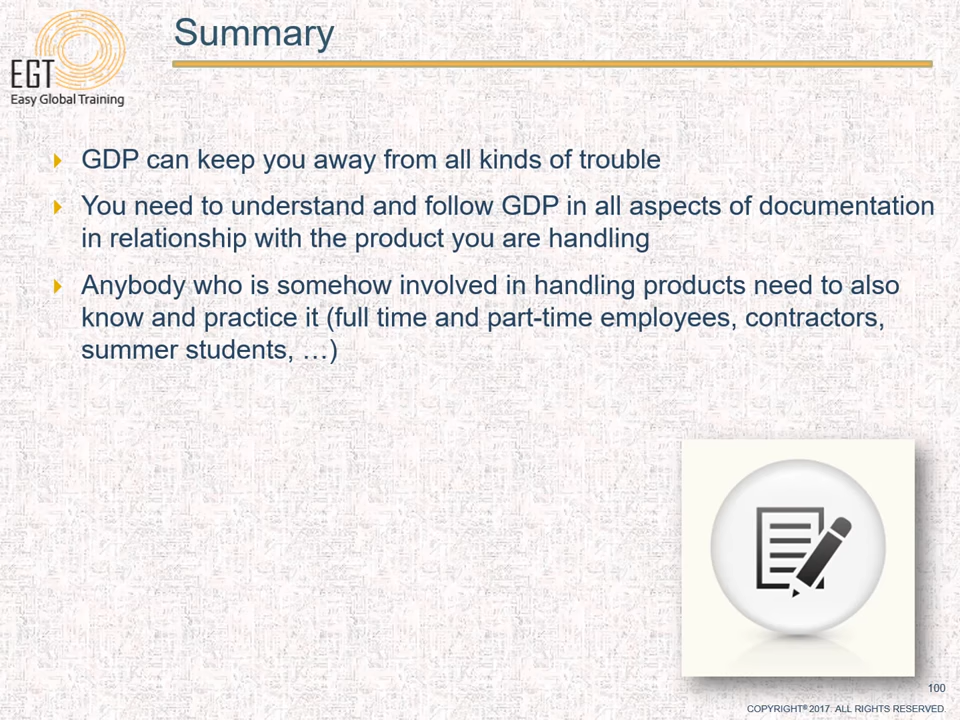 Summary
EGT
Easy Global Training
GDP can keep you away from all kinds of trouble
You need to understand and follow GDP in all aspects of documentation
in relationship with the product you are handling
Anybody who is somehow involved in handling products need to also
know and practice it (full time and part-time employees, contractors,
summer students, …)
100
COPYRIGHT® 2017. ALL RIGHTS RESERVED.